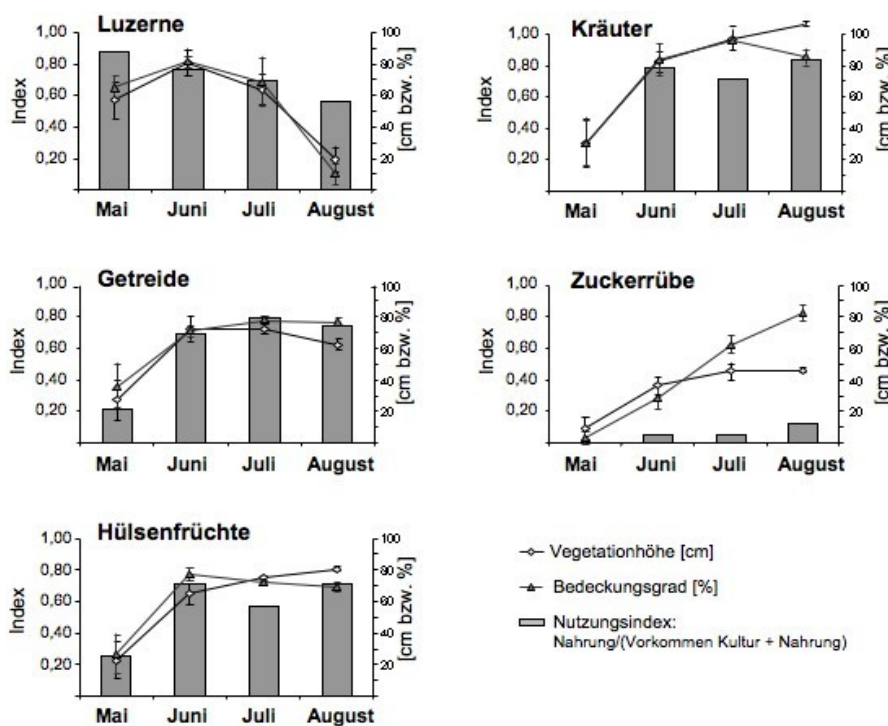 Luzerne
1,00
0,80
0,60
0,40
0,20
Index
100
80
60
40
20
[cm bzw. %]
Mai Juni Juli August
Kräuter
1,00
0,80
0,60
0,40
0,20
Index
100
80
60
40
20
[cm bzw. %]
Mai Juni Juli August
Getreide
1,00
0,80
0,60
0,40
0,20
Index
100
80
60
40
20
[cm bzw. %]
Mai Juni Juli August
Zuckerrübe
1,00
0,80
0,60
0,40
0,20
Index
100
80
60
40
20
[cm bzw. %]
Mai Juni Juli August
Hülsenfrüchte
1,00
0,80
0,60
0,40
0,20
Index
100
80
60
40
20
[cm bzw. %]
Mai Juni Juli August
Vegetationhöhe [cm]
Bedeckungsgrad [%]
Nutzungsindex:
Nahrung/(Vorkommen Kultur + Nahrung)